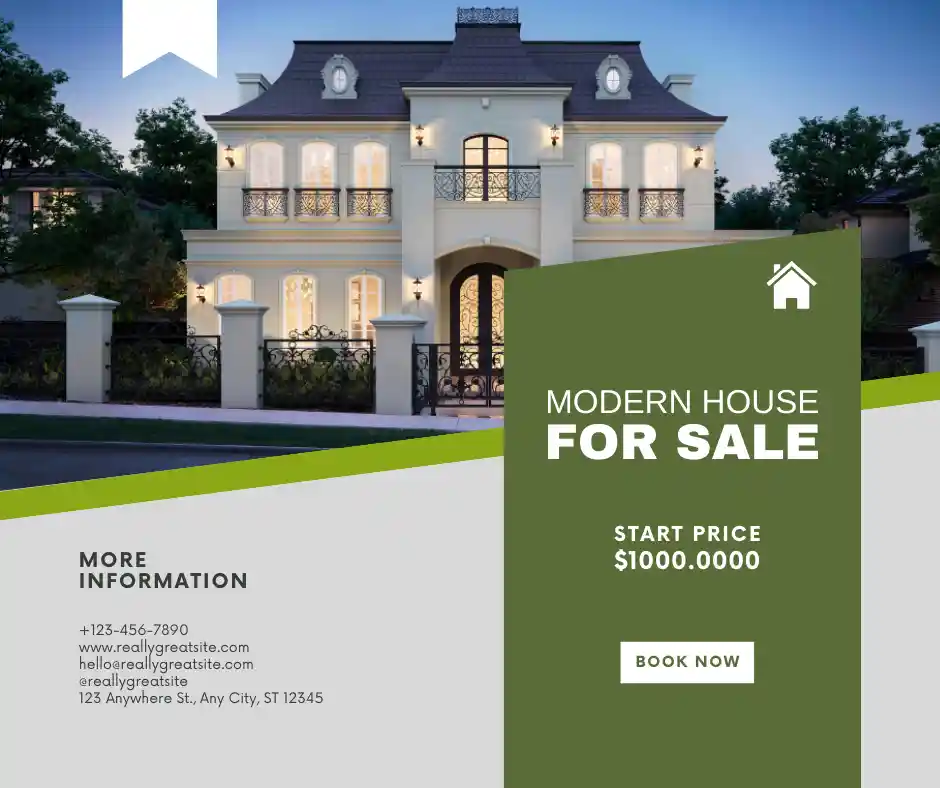 MODERN HOUSE
FOR SALE
START PRICE
$1000.0000
BOOK NOW
MORE
INFORMATION
+123-456-7890
www.reallygreatsite.com
hello@reallygreatsite.com
@reallygreatsite
123 Anywhere St., Any City, ST 12345